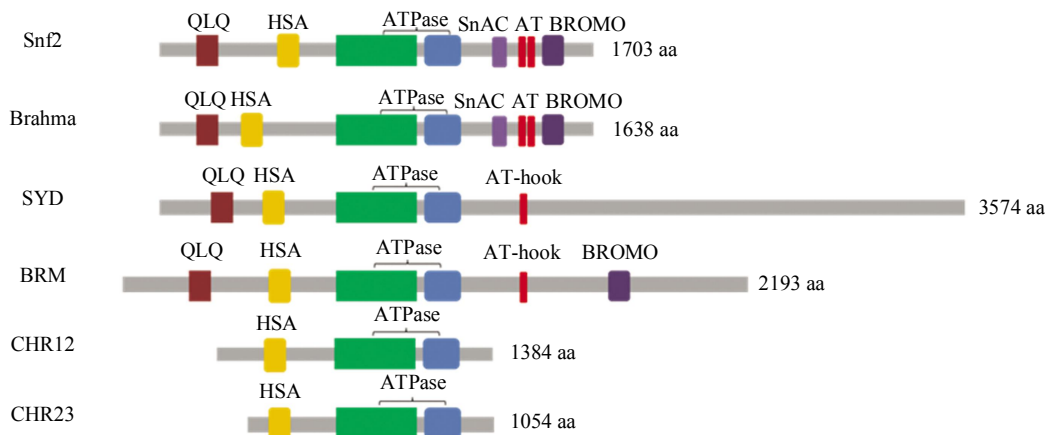 QLQ HSA ATPase SnAC AT BROMO
Snf2 1703 aa
QLQ HSA ATPase SnAC AT BROMO
Brahma 1638 aa
QLQ HSA ATPase AT-hook
SYD 3574 aa
QLQ HSA ATPase AT-hook BROMO
BRM 2193 aa
HSA ATPase
CHR12 1384 aa
HSA ATPase
CHR23 1054 aa